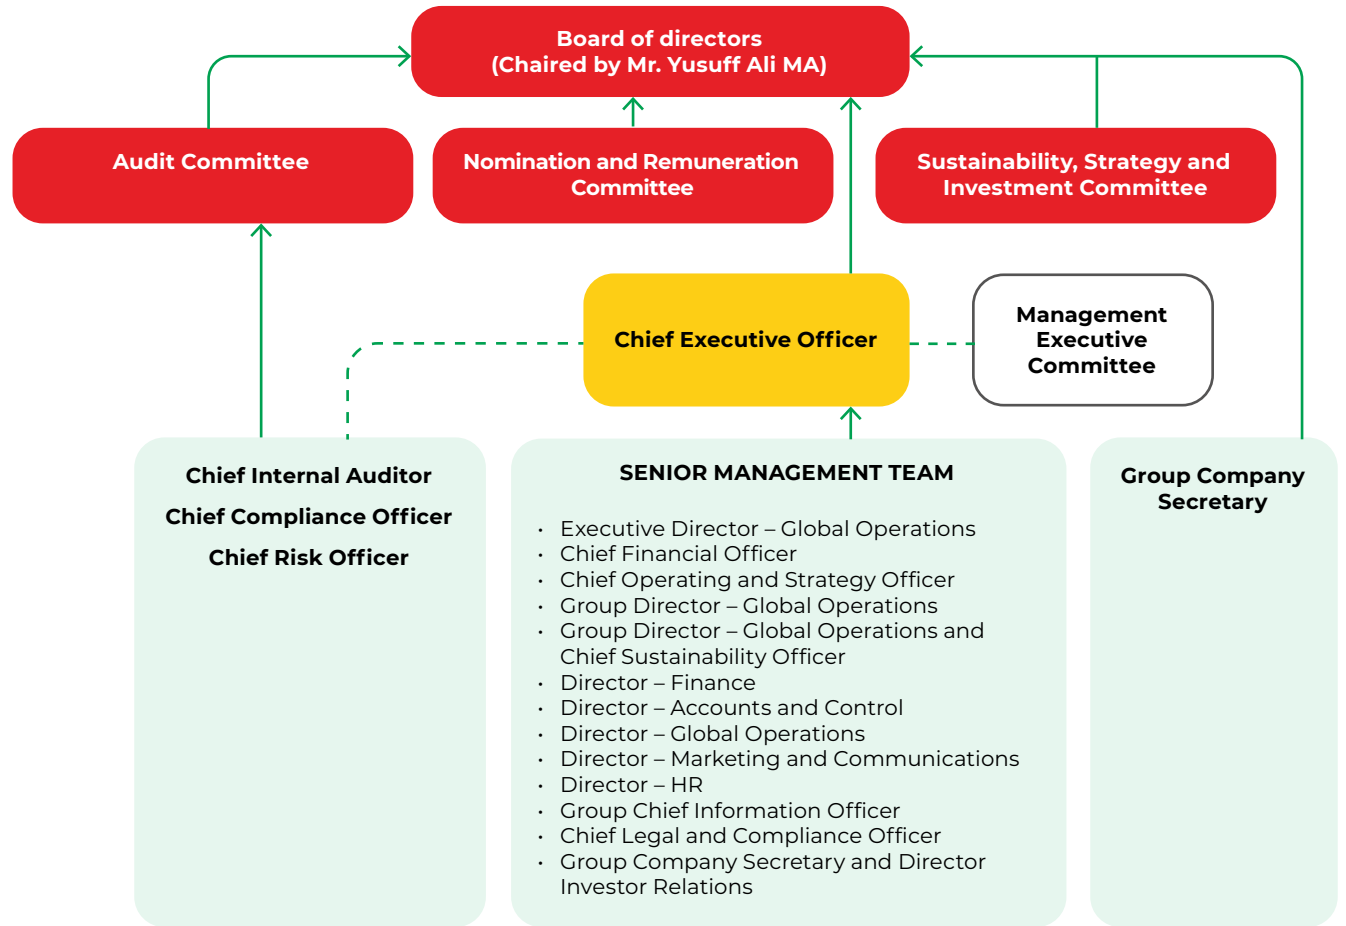 Board of directors
(Chaired by Mr. Yusuff Ali MA)
Audit Committee
Nomination and Remuneration
Committee
Sustainability, Strategy and
Investment Committee
Chief Executive Officer
Management
Executive
Committee
Chief Internal Auditor
Chief Compliance Officer
Chief Risk Officer
SENIOR MANAGEMENT TEAM
• Executive Director – Global Operations
• Chief Financial Officer
• Chief Operating and Strategy Officer
• Group Director – Global Operations
• Group Director – Global Operations and
Chief Sustainability Officer
• Director – Finance
• Director – Accounts and Control
• Director – Global Operations
• Director – Marketing and Communications
• Director – HR
• Group Chief Information Officer
• Chief Legal and Compliance Officer
• Group Company Secretary and Director
Investor Relations
Group Company
Secretary